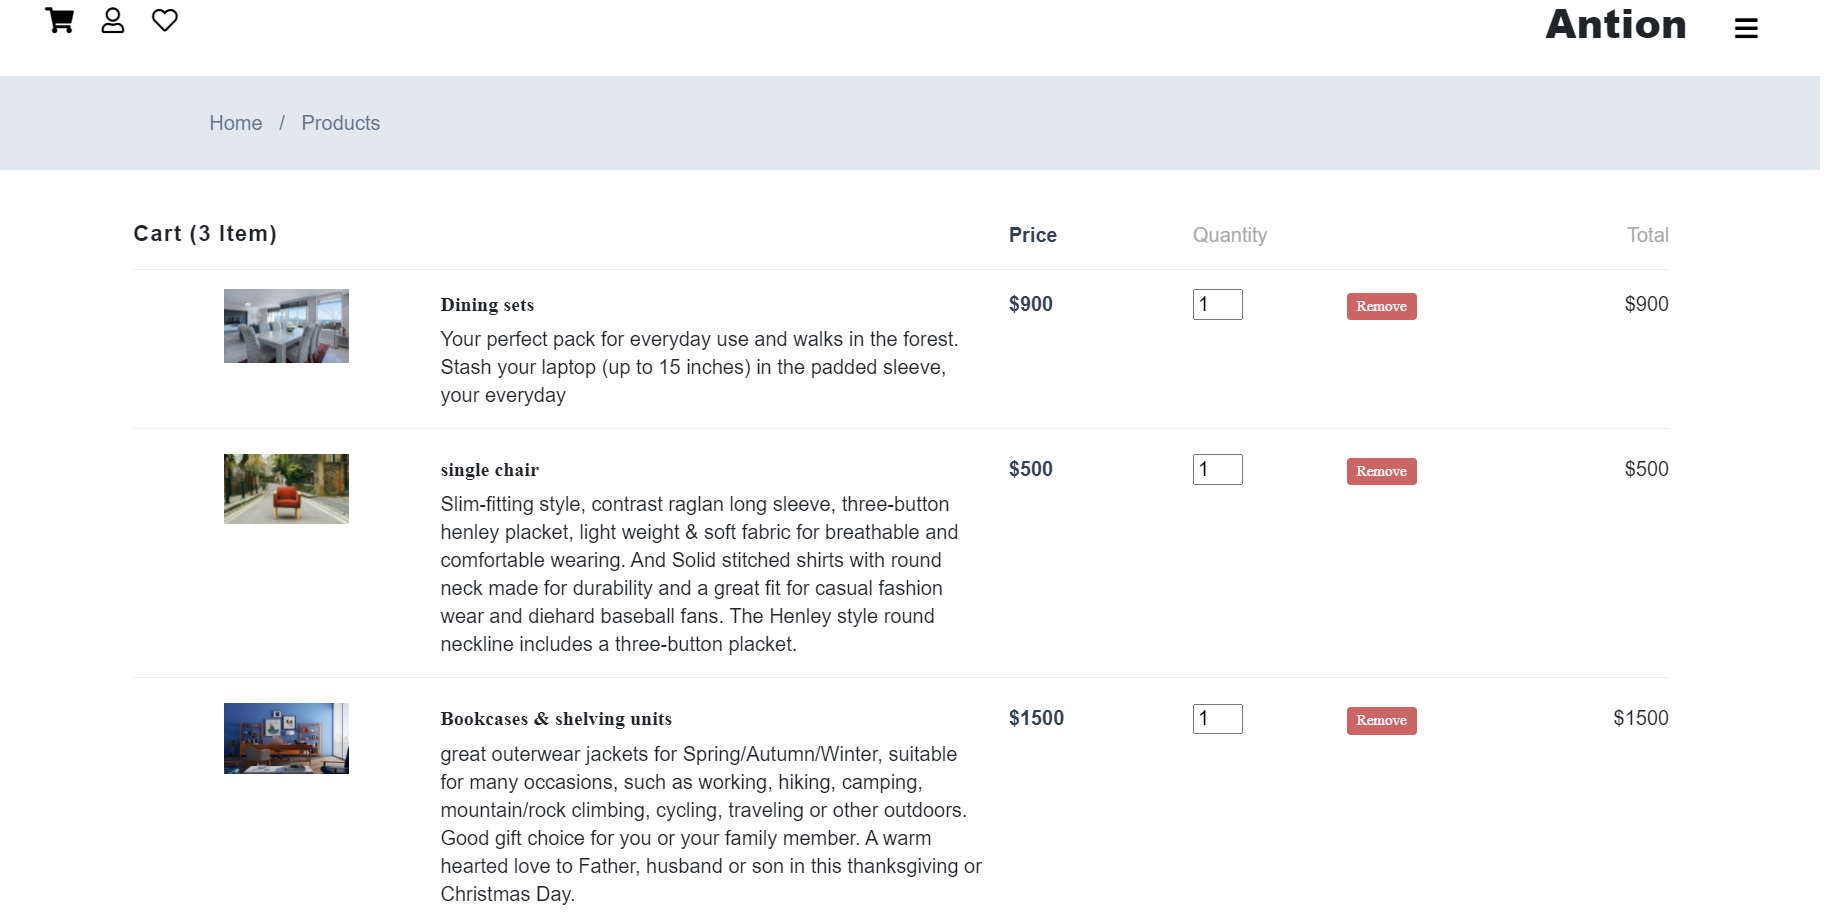 Antion
Home / Products
Cart (3 Item) Price Quantity Total
Dining sets $900 1 Remove $900
Your perfect pack for everyday use and walks in the forest.
Stash your laptop (up to 15 inches) in the padded sleeve,
your everyday
single chair $500 1 Remove $500
Slim-fitting style, contrast raglan long sleeve, three-button
henley placket, light weight & soft fabric for breathable and
comfortable wearing. And Solid stitched shirts with round
neck made for durability and a great fit for casual fashion
wear and diehard baseball fans. The Henley style round
neckline includes a three-button placket.
Bookcases & shelving units $1500 1 Remove $1500
great outerwear jackets for Spring/Autumn/Winter, suitable
for many occasions, such as working, hiking, camping,
mountain/rock climbing, cycling, traveling or other outdoors.
Good gift choice for you or your family member. A warm
hearted love to Father, husband or son in this thanksgiving or
Christmas Day.